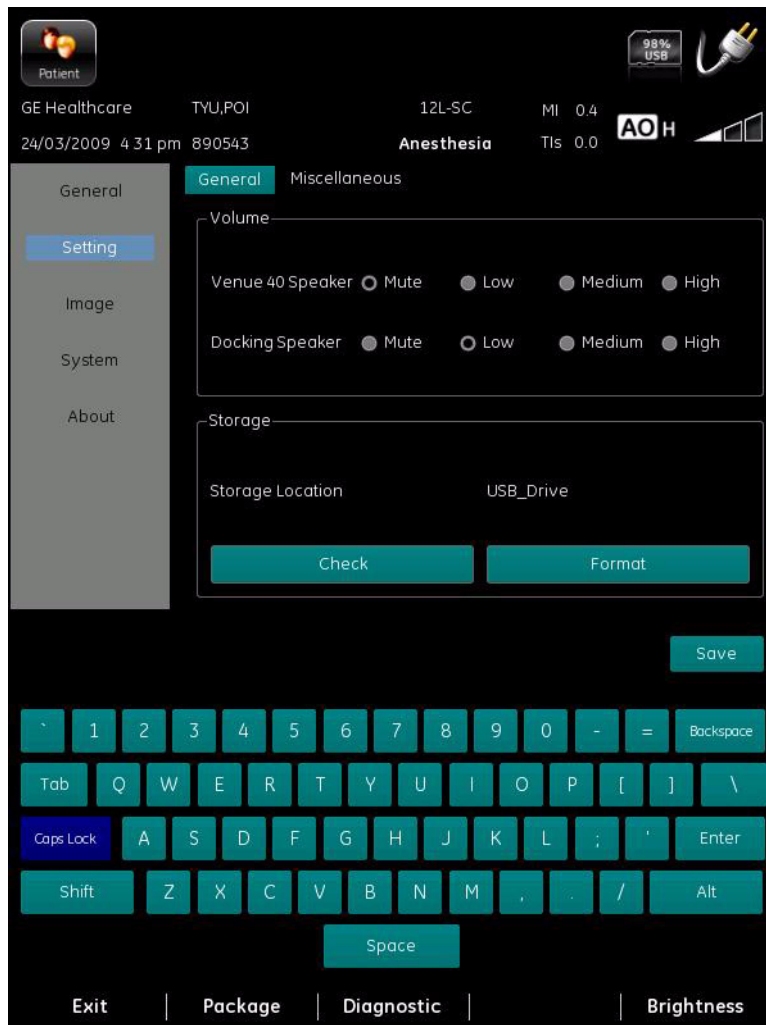 98%
USB
Patient
GE Healthcare TYU,POI 12L-SC MI 0.4
24/03/2009 4 31 pm 890543 Anesthesia TIs 0.0 AO H
General
Setting
Image
System
About
General Miscellaneous
Volume
Venue 40 Speaker Mute Low Medium High
Docking Speaker Mute Low Medium High
Storage
Storage Location USB_Drive
Check Format
Save
` 1 2 3 4 5 6 7 8 9 0 - = Backspace
Tab Q W E R T Y U I O P [ ] \
Caps Lock A S D F G H J K L ; ' Enter
Shift Z X C V B N M , . / Alt
Space
Exit Package Diagnostic Brightness